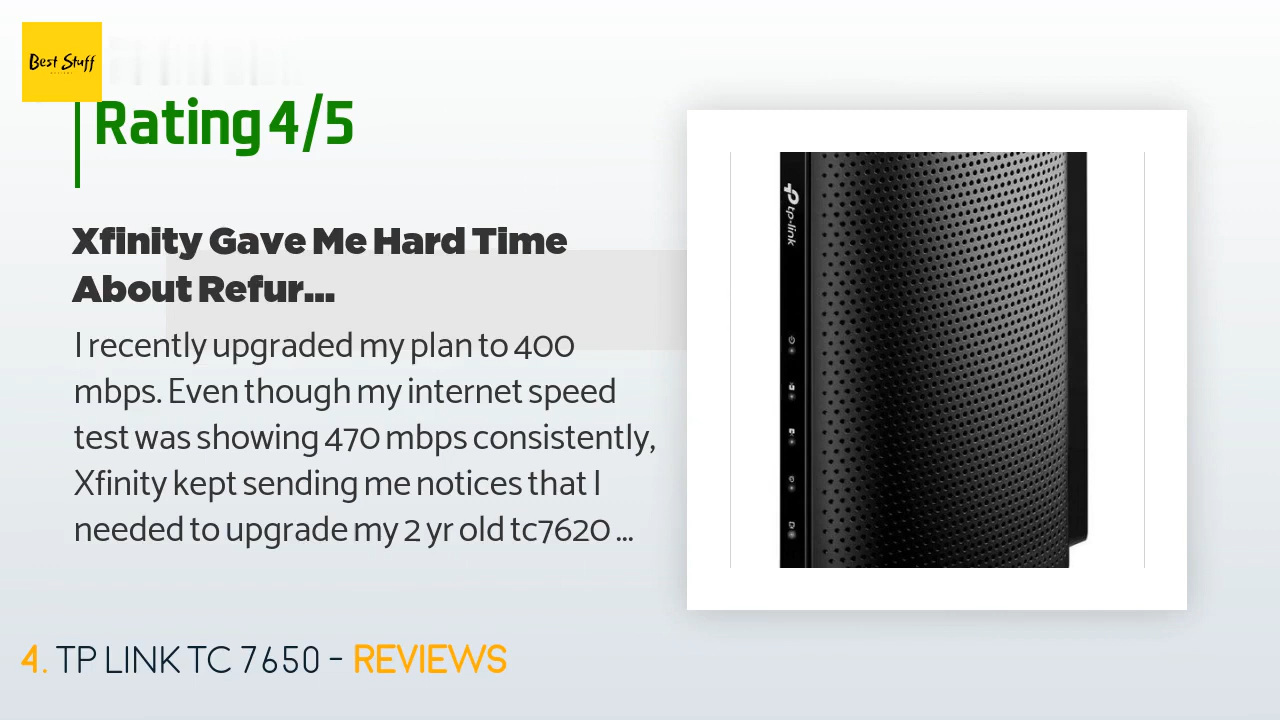 Best Stuff
Rating 4/5
Xfinity Gave Me Hard Time
About Refur...
I recently upgraded my plan to 400
mbps. Even though my internet speed
test was showing 470 mbps consistently,
Xfinity kept sending me notices that I
needed to upgrade my 2 yr old tc7620 ...
tp-link
4. TP LINK TC 7650 - REVIEWS